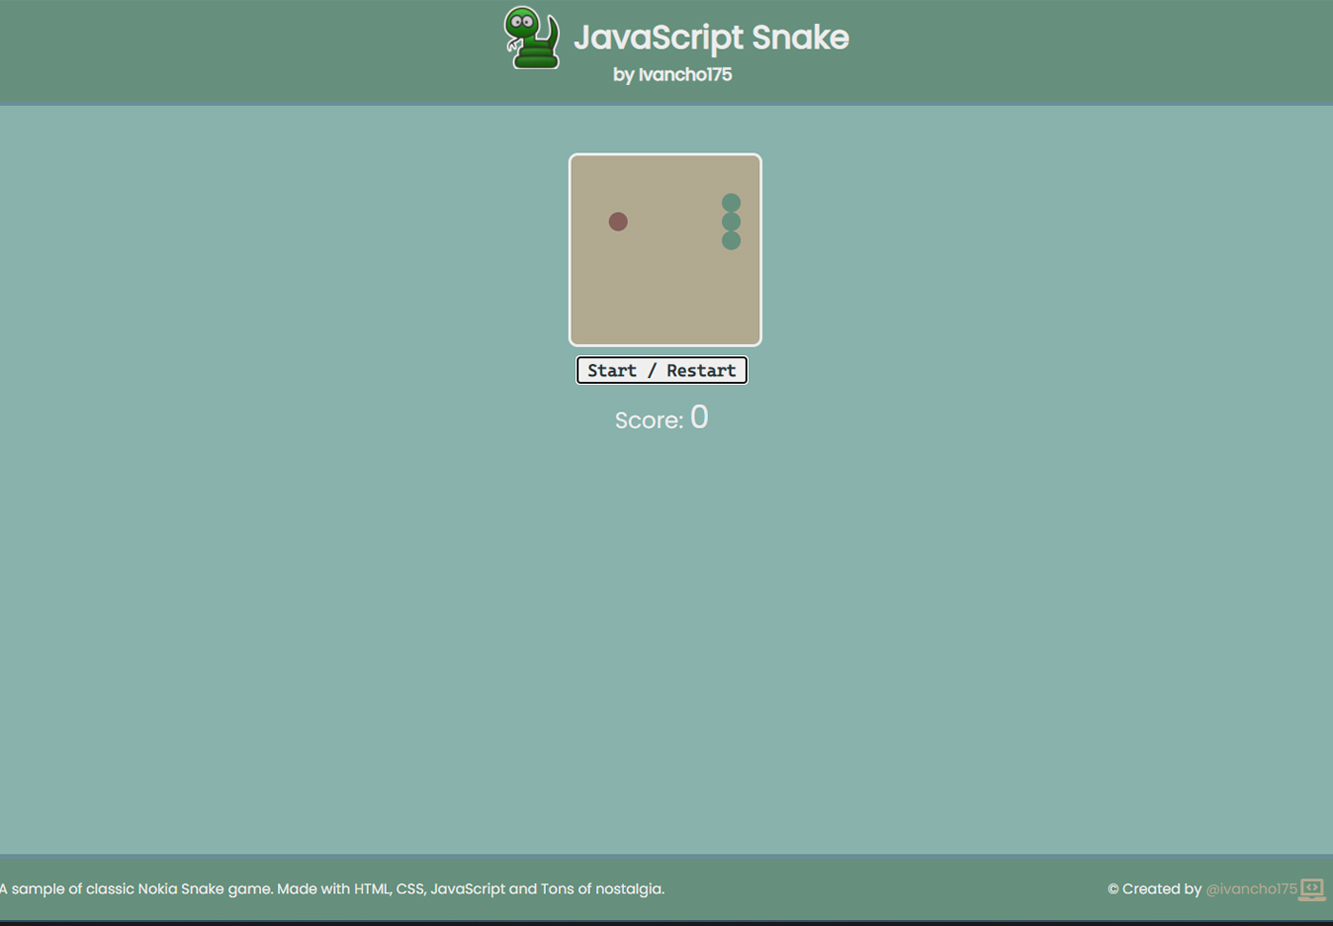 JavaScript Snake
by Ivancho175
Start / Restart
Score: 0
A sample of classic Nokia Snake game. Made with HTML, CSS, JavaScript and Tons of nostalgia.
© Created by @ivancho175